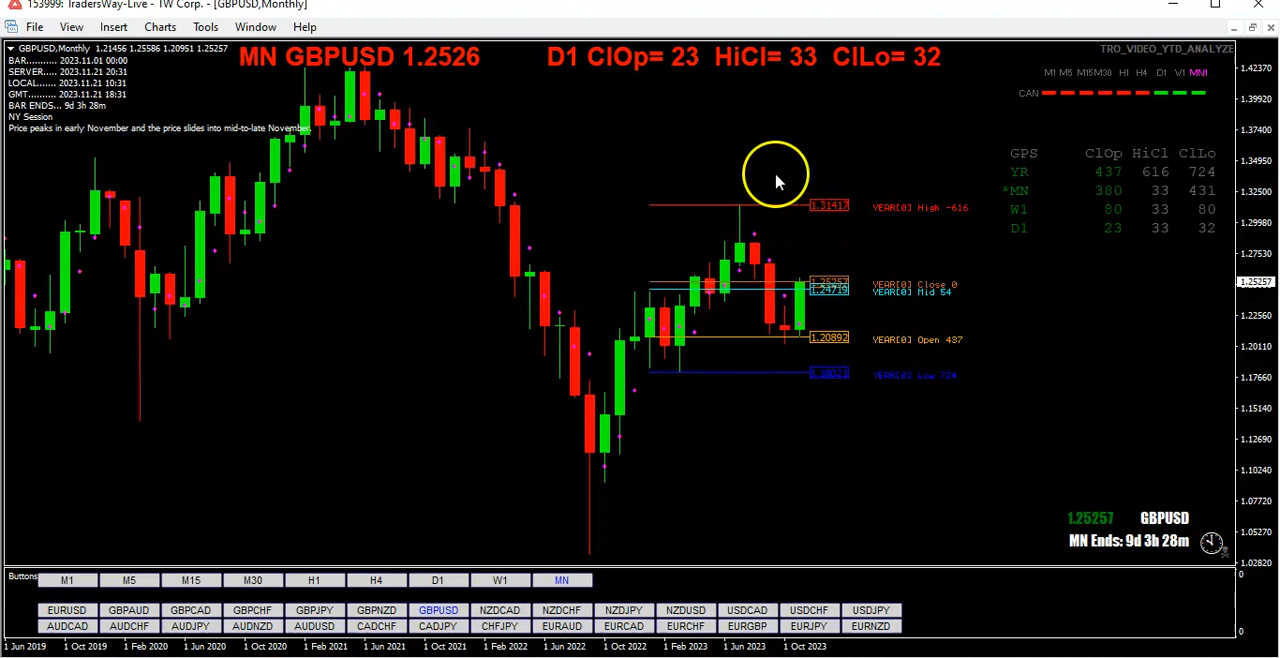 153999: TradersWay-Live - TW Corp. - [GBPUSD,Monthly]
File View Insert Charts Tools Window Help
GBPUSD,Monthly 1.21456 1.25586 1.20951 1.25257
BAR........... 2023.11.01 00:00
SERVER..... 2023.11.21 20:31
LOCAL....... 2023.11.21 10:31
GMT.......... 2023.11.21 18:31
BAR ENDS... 9d 3h 28m
NY Session
Price peaks in early November and the price slides into mid-to-late November.
MN GBPUSD 1.2526 D1 ClOp= 23 HiCl= 33 ClLo= 32
TRO_VIDEO_YTD_ANALYZE
M1 M5 M15 M30 H1 H4 D1 W1 MN1
CAN
GPS ClOp HiCl ClLo
YR 437 616 724
*MN 380 33 431
W1 80 33 80
D1 23 33 32
1.31417 YEAR[0] High -616
1.25257 YEAR[0] Close 0
1.24719 YEAR[0] Mid 54
1.20892 YEAR[0] Open 437
1.18021 YEAR[0] Low 724
1.42370
1.39920
1.37400
1.34950
1.32500
1.29980
1.27530
1.25257
1.22560
1.20110
1.17660
1.15140
1.12690
1.10240
1.07720
1.05270
1.02820
1.25257 GBPUSD
MN Ends: 9d 3h 28m
Buttons M1 M5 M15 M30 H1 H4 D1 W1 MN
0
EURUSD GBPAUD GBPCAD GBPCHF GBPJPY GBPNZD GBPUSD NZDCAD NZDCHF NZDJPY NZDUSD USDCAD USDCHF USDJPY
AUDCAD AUDCHF AUDJPY AUDNZD AUDUSD CADCHF CADJPY CHFJPY EURAUD EURCAD EURCHF EURGBP EURJPY EURNZD
0
1 Jun 2019 1 Oct 2019 1 Feb 2020 1 Jun 2020 1 Oct 2020 1 Feb 2021 1 Jun 2021 1 Oct 2021 1 Feb 2022 1 Jun 2022 1 Oct 2022 1 Feb 2023 1 Jun 2023 1 Oct 2023